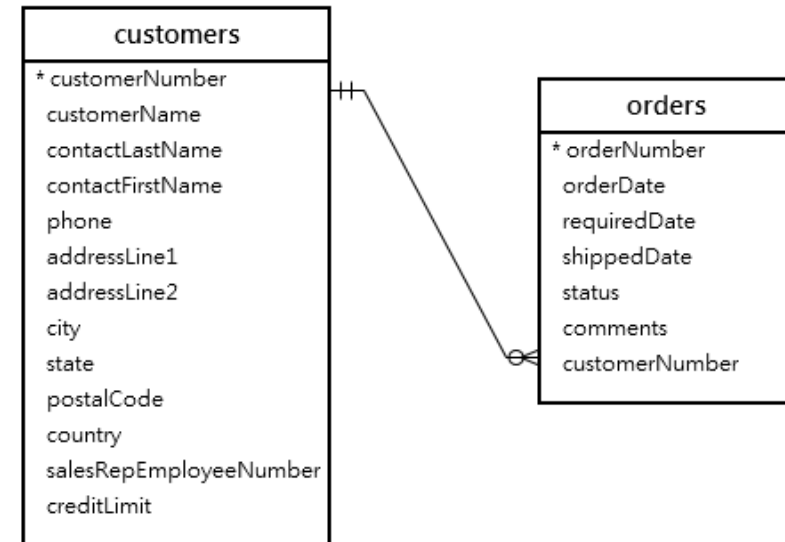 customers
* customerNumber
customerName
contactLastName
contactFirstName
phone
addressLine1
addressLine2
city
state
postalCode
country
salesRepEmployeeNumber
creditLimit
orders
* orderNumber
orderDate
requiredDate
shippedDate
status
comments
customerNumber